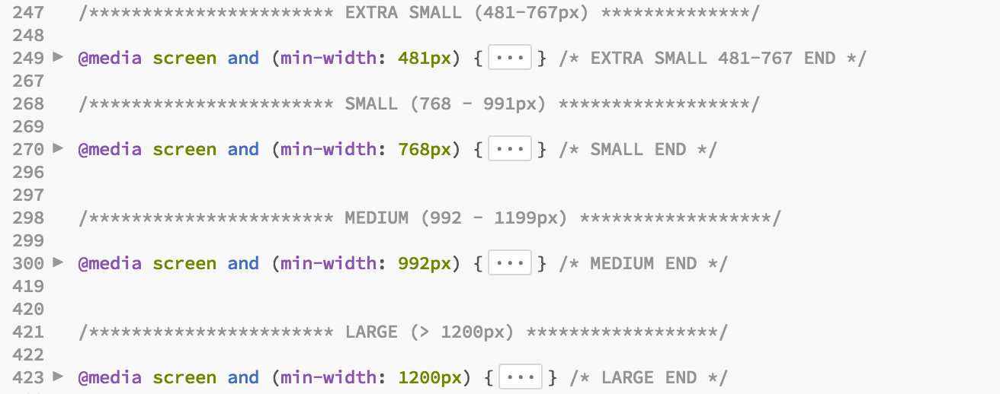 247 /*********************** EXTRA SMALL (481-767px) **************/
248
249 ▶ @media screen and (min-width: 481px) {•••} /* EXTRA SMALL 481-767 END */
267
268 /*********************** SMALL (768 - 991px) ******************/
269
270 ▶ @media screen and (min-width: 768px) {•••} /* SMALL END */
296
297
298 /*********************** MEDIUM (992 - 1199px) ******************/
299
300 ▶ @media screen and (min-width: 992px) {•••} /* MEDIUM END */
419
420
421 /*********************** LARGE (> 1200px) ******************/
422
423 ▶ @media screen and (min-width: 1200px) {•••} /* LARGE END */